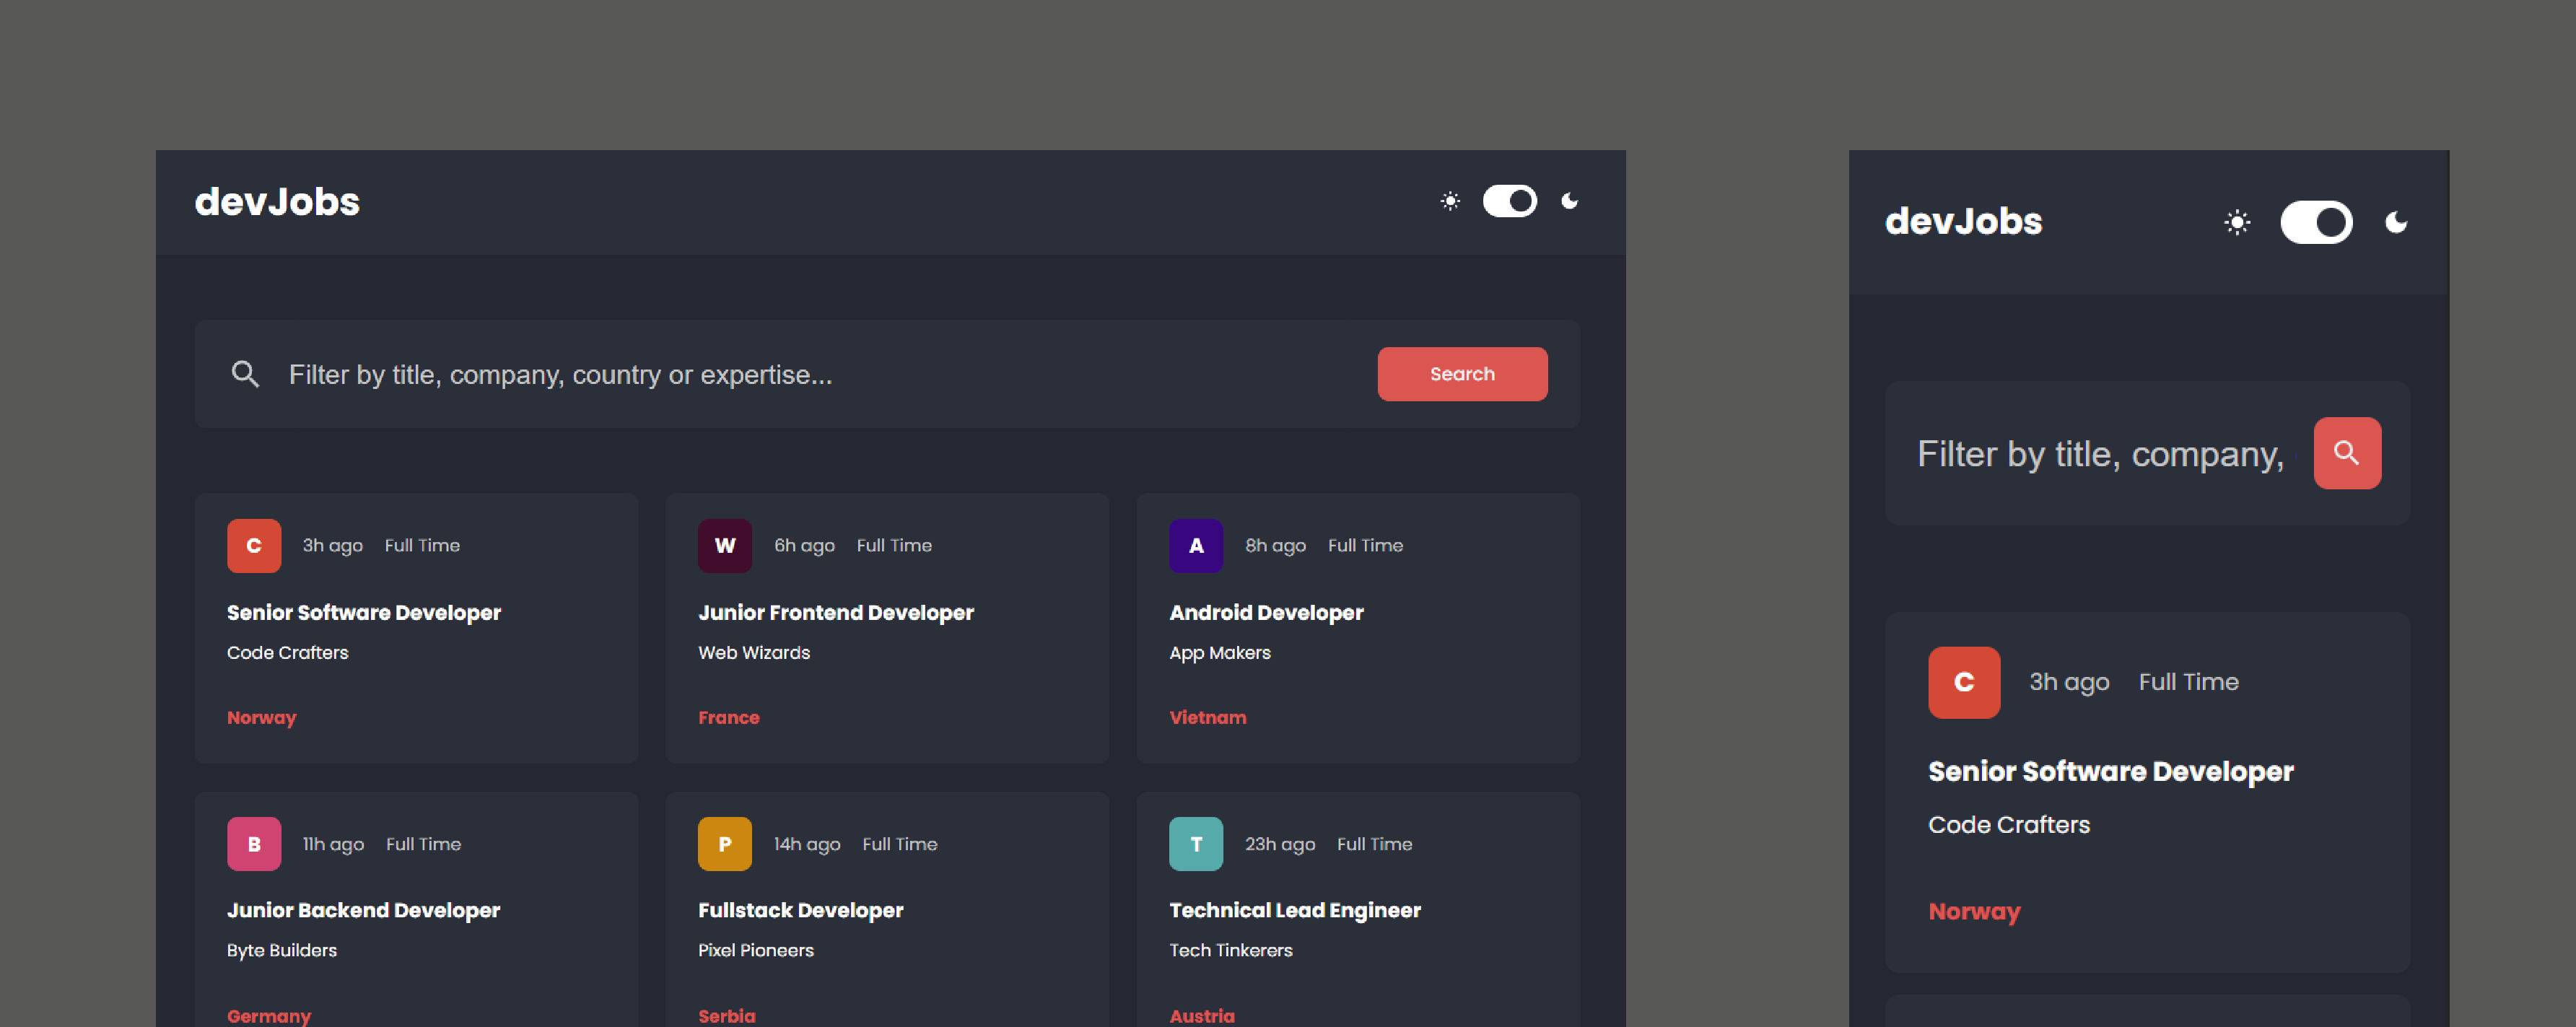 devJobs
Filter by title, company, country or expertise...
Search
C 3h ago Full Time
Senior Software Developer
Code Crafters
Norway
W 6h ago Full Time
Junior Frontend Developer
Web Wizards
France
A 8h ago Full Time
Android Developer
App Makers
Vietnam
B 11h ago Full Time
Junior Backend Developer
Byte Builders
Germany
P 14h ago Full Time
Fullstack Developer
Pixel Pioneers
Serbia
T 23h ago Full Time
Technical Lead Engineer
Tech Tinkerers
Austria
devJobs
Filter by title, company,
C 3h ago Full Time
Senior Software Developer
Code Crafters
Norway